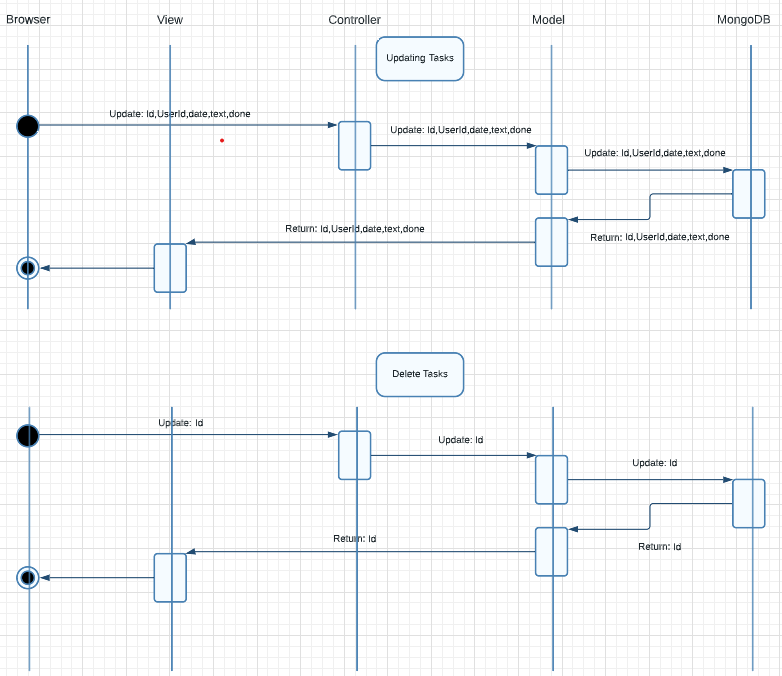 Browser
View
Controller
Model
MongoDB
Updating Tasks
Update: Id,UserId,date,text,done
Update: Id,UserId,date,text,done
Update: Id,UserId,date,text,done
Return: Id,UserId,date,text,done
Return: Id,UserId,date,text,done
Delete Tasks
Update: Id
Update: Id
Update: Id
Return: Id
Return: Id